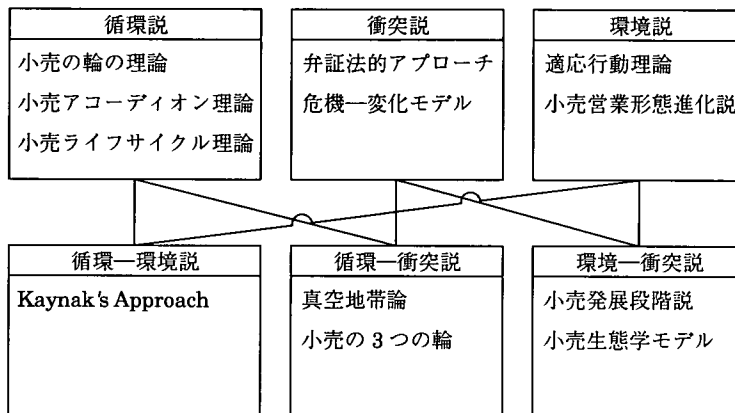 循環説
小売の輪の理論
小売アコーディオン理論
小売ライフサイクル理論
衝突説
弁証法的アプローチ
危機―変化モデル
環境説
適応行動理論
小売営業形態進化説
循環―環境説
Kaynak's Approach
循環―衝突説
真空地帯論
小売の3つの輪
環境―衝突説
小売発展段階説
小売生態学モデル